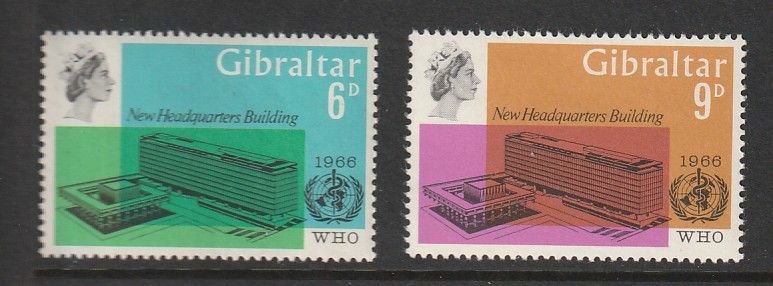 Gibraltar
6D
New Headquarters Building
1966
WHO
Gibraltar
9D
New Headquarters Building
1966
WHO